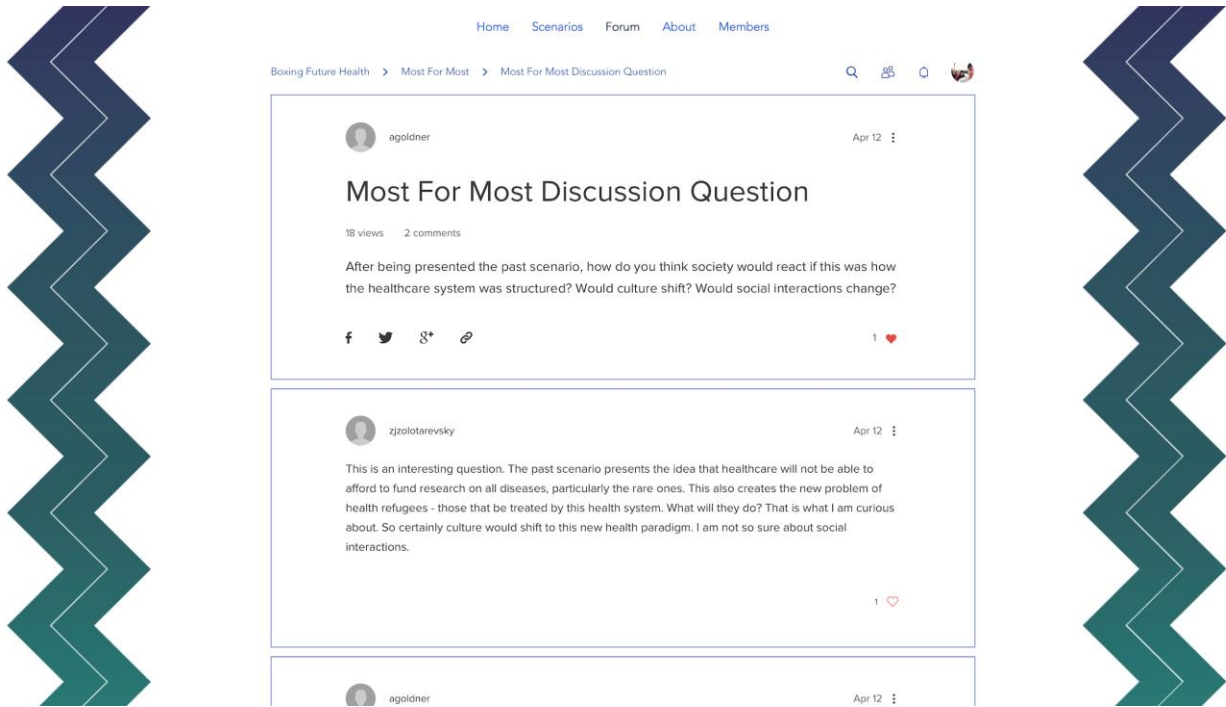 Home Scenarios Forum About Members
Boxing Future Health > Most For Most > Most For Most Discussion Question
agoldner Apr 12
Most For Most Discussion Question
18 views 2 comments
After being presented the past scenario, how do you think society would react if this was how
the healthcare system was structured? Would culture shift? Would social interactions change?
1
zjzolotarevsky Apr 12
This is an interesting question. The past scenario presents the idea that healthcare will not be able to
afford to fund research on all diseases, particularly the rare ones. This also creates the new problem of
health refugees - those that be treated by this health system. What will they do? That is what I am curious
about. So certainly culture would shift to this new health paradigm. I am not so sure about social
interactions.
1
agoldner Apr 12